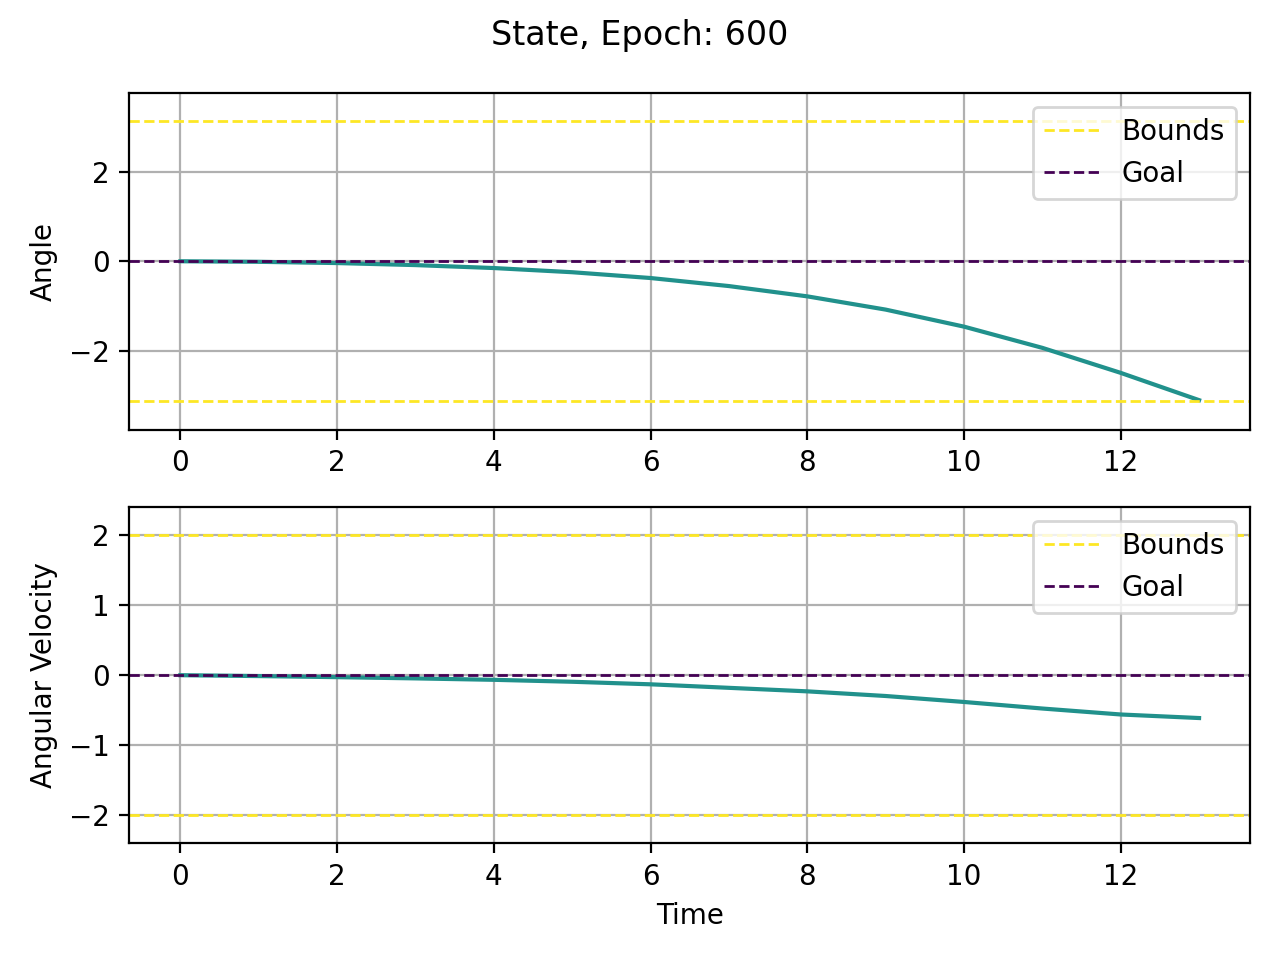 State, Epoch: 600
Angle
2
0
−2
Bounds
Goal
0 2 4 6 8 10 12
Angular Velocity
2
1
0
−1
−2
Bounds
Goal
0 2 4 6 8 10 12
Time